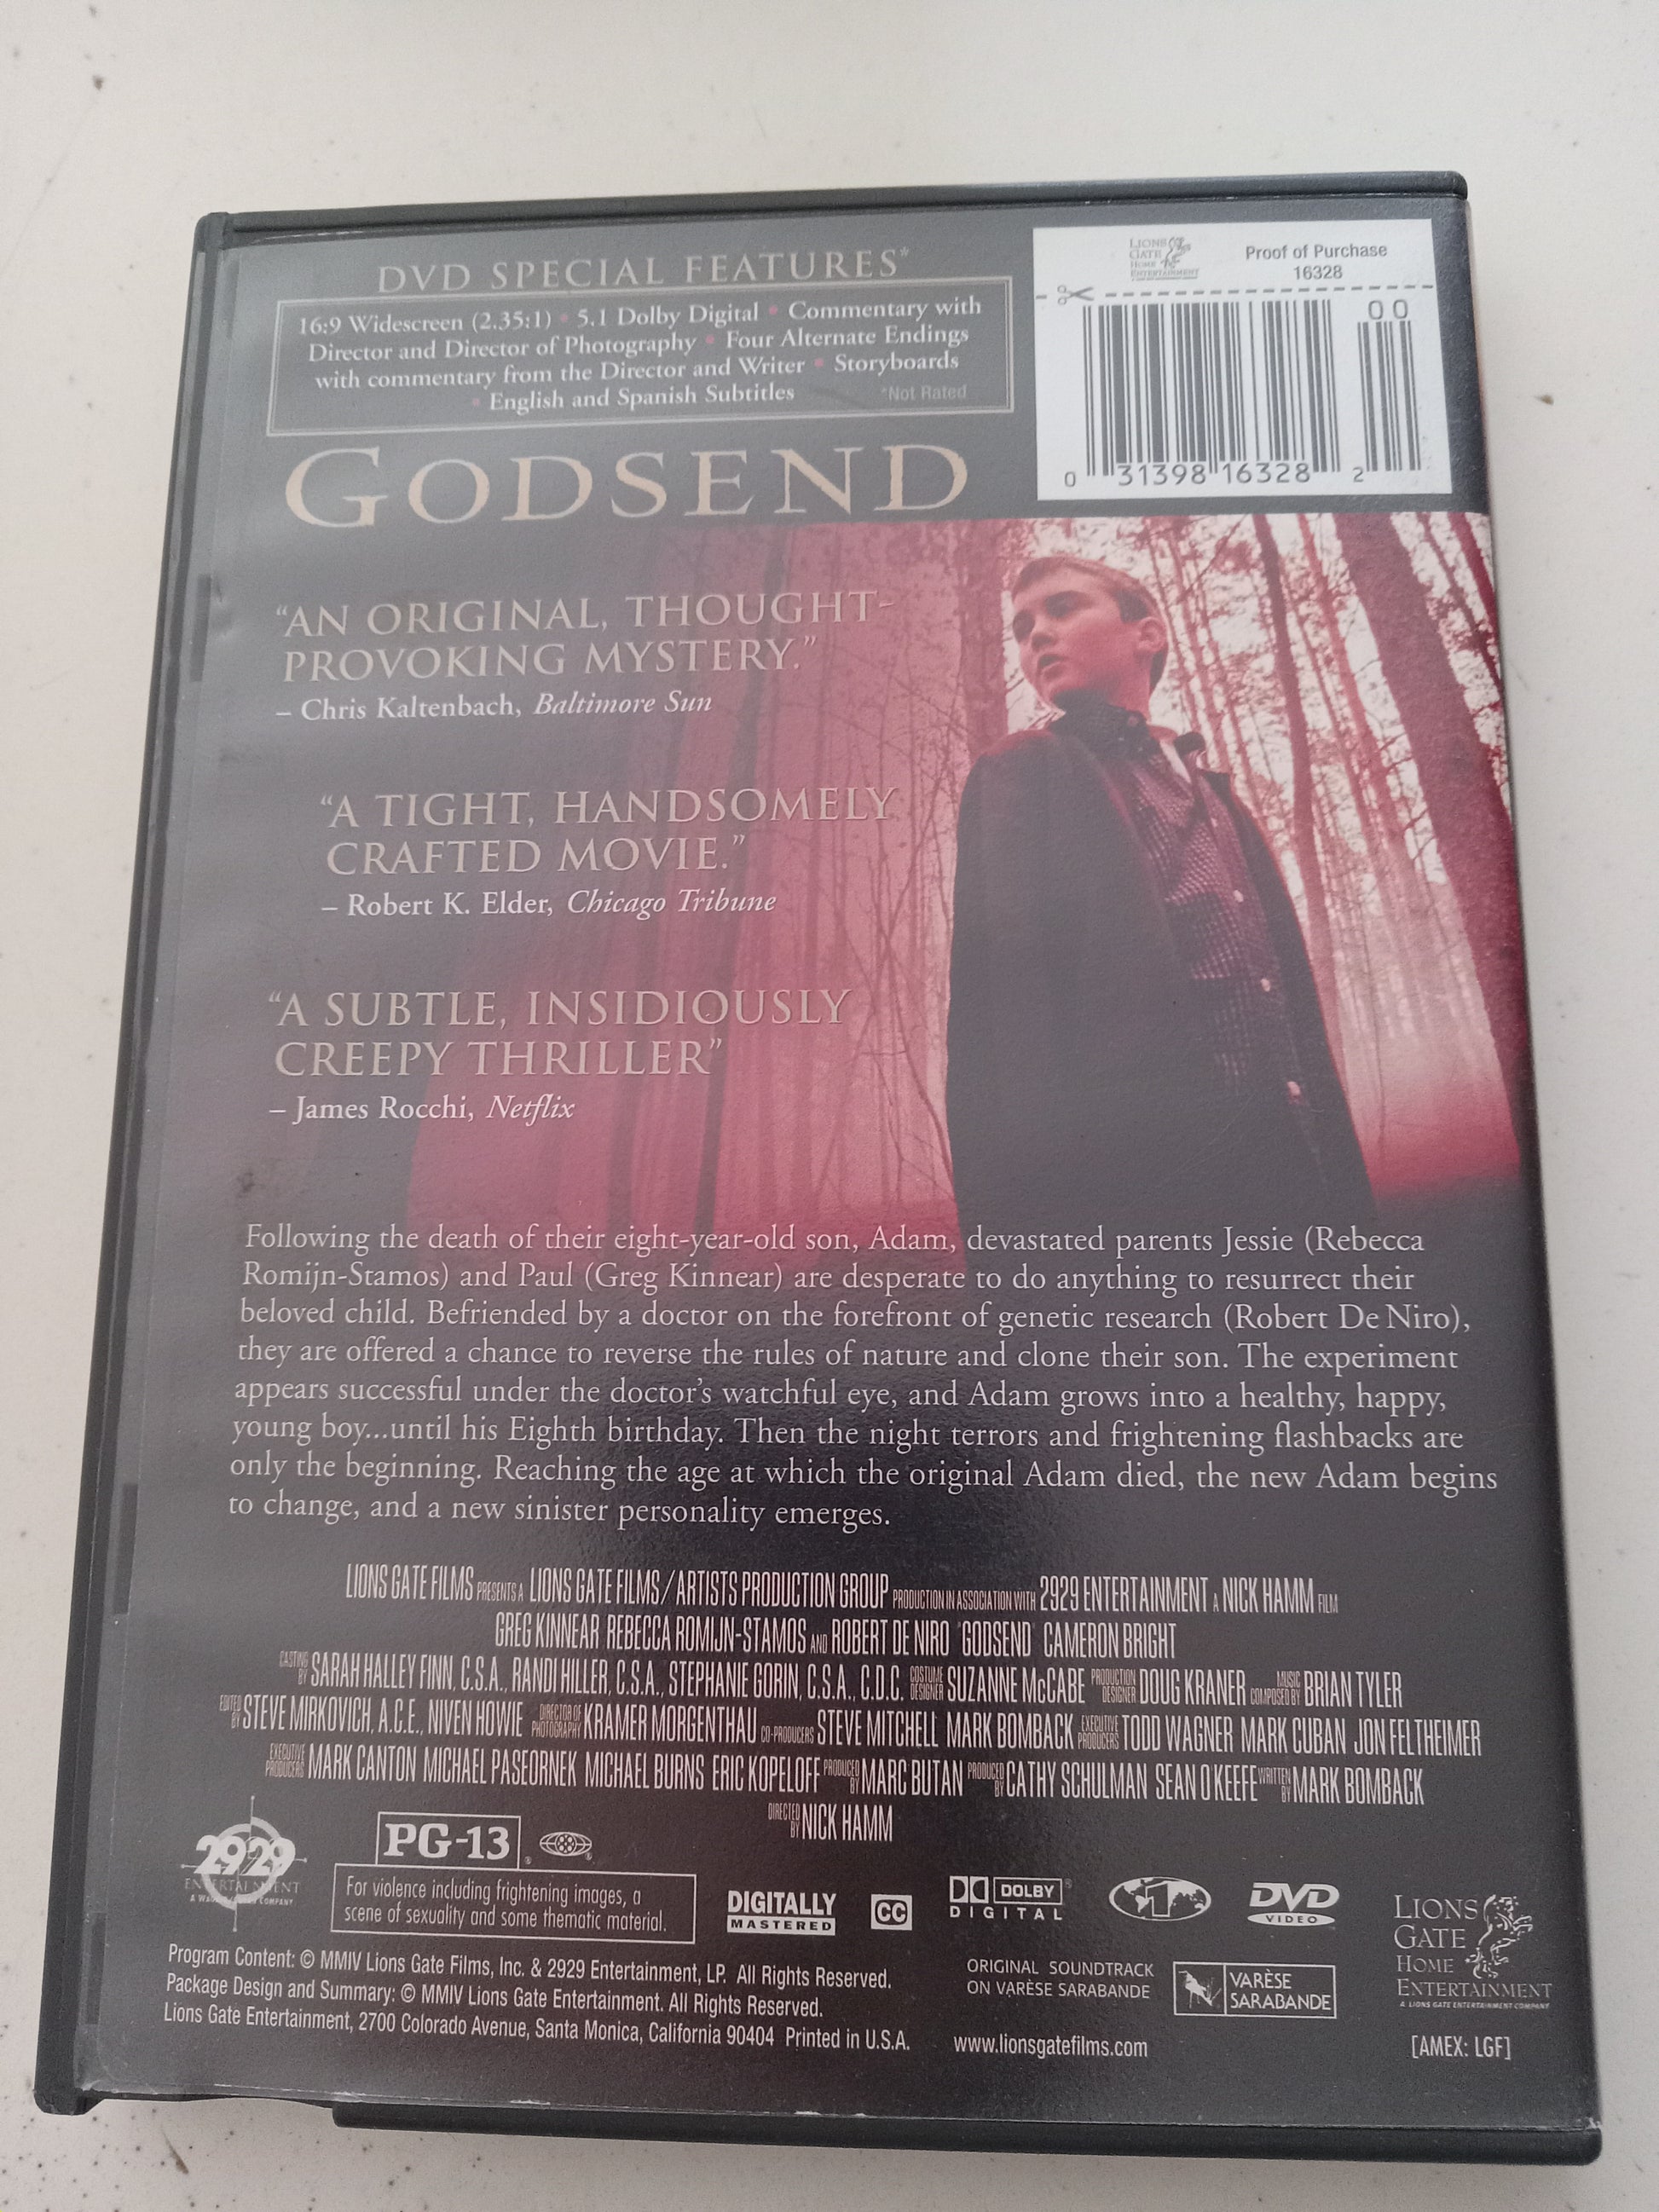 DVD SPECIAL FEATURES*
16:9 Widescreen (2.35:1) • 5.1 Dolby Digital • Commentary with
Director and Director of Photography • Four Alternate Endings
with commentary from the Director and Writer • Storyboards
• English and Spanish Subtitles *Not Rated
LIONS
GATE
HOME
ENTERTAINMENT
Proof of Purchase
16328
00
0 31398 16328 2
GODSEND
“AN ORIGINAL, THOUGHT-
PROVOKING MYSTERY.”
– Chris Kaltenbach, Baltimore Sun
“A TIGHT, HANDSOMELY
CRAFTED MOVIE.”
– Robert K. Elder, Chicago Tribune
“A SUBTLE, INSIDIOUSLY
CREEPY THRILLER”
– James Rocchi, Netflix
Following the death of their eight-year-old son, Adam, devastated parents Jessie (Rebecca
Romijn-Stamos) and Paul (Greg Kinnear) are desperate to do anything to resurrect their
beloved child. Befriended by a doctor on the forefront of genetic research (Robert De Niro),
they are offered a chance to reverse the rules of nature and clone their son. The experiment
appears successful under the doctor’s watchful eye, and Adam grows into a healthy, happy,
young boy...until his Eighth birthday. Then the night terrors and frightening flashbacks are
only the beginning. Reaching the age at which the original Adam died, the new Adam begins
to change, and a new sinister personality emerges.
LIONS GATE FILMS PRESENTS A LIONS GATE FILMS/ARTISTS PRODUCTION GROUP PRODUCTION IN ASSOCIATION WITH 2929 ENTERTAINMENT A NICK HAMM FILM
GREG KINNEAR REBECCA ROMIJN-STAMOS AND ROBERT DE NIRO "GODSEND" CAMERON BRIGHT
CASTING BY SARAH HALLEY FINN, C.S.A., RANDI HILLER, C.S.A., STEPHANIE GORIN, C.S.A., C.D.C. COSTUME DESIGNER SUZANNE McCABE PRODUCTION DESIGNER DOUG KRANER MUSIC COMPOSED BY BRIAN TYLER
EDITED BY STEVE MIRKOVICH, A.C.E., NIVEN HOWIE DIRECTOR OF PHOTOGRAPHY KRAMER MORGENTHAU CO-PRODUCERS STEVE MITCHELL MARK BOMBACK EXECUTIVE PRODUCERS TODD WAGNER MARK CUBAN JON FELTHEIMER
EXECUTIVE PRODUCERS MARK CANTON MICHAEL PASEORNEK MICHAEL BURNS ERIC KOPELOFF PRODUCED BY MARC BUTAN PRODUCED BY CATHY SCHULMAN SEAN O'KEEFE WRITTEN BY MARK BOMBACK
DIRECTED BY NICK HAMM
2929
ENTERTAINMENT
PG-13
For violence including frightening images, a
scene of sexuality and some thematic material.
DIGITALLY
MASTERED
CC
DOLBY
DIGITAL
1
DVD
VIDEO
LIONS
GATE
HOME
ENTERTAINMENT
A LIONS GATE ENTERTAINMENT COMPANY
Program Content: © MMIV Lions Gate Films, Inc. & 2929 Entertainment, LP. All Rights Reserved.
Package Design and Summary: © MMIV Lions Gate Entertainment. All Rights Reserved.
Lions Gate Entertainment, 2700 Colorado Avenue, Santa Monica, California 90404 Printed in U.S.A.
ORIGINAL SOUNDTRACK
ON VARÈSE SARABANDE
VARÈSE
SARABANDE
www.lionsgatefilms.com
[AMEX: LGF]